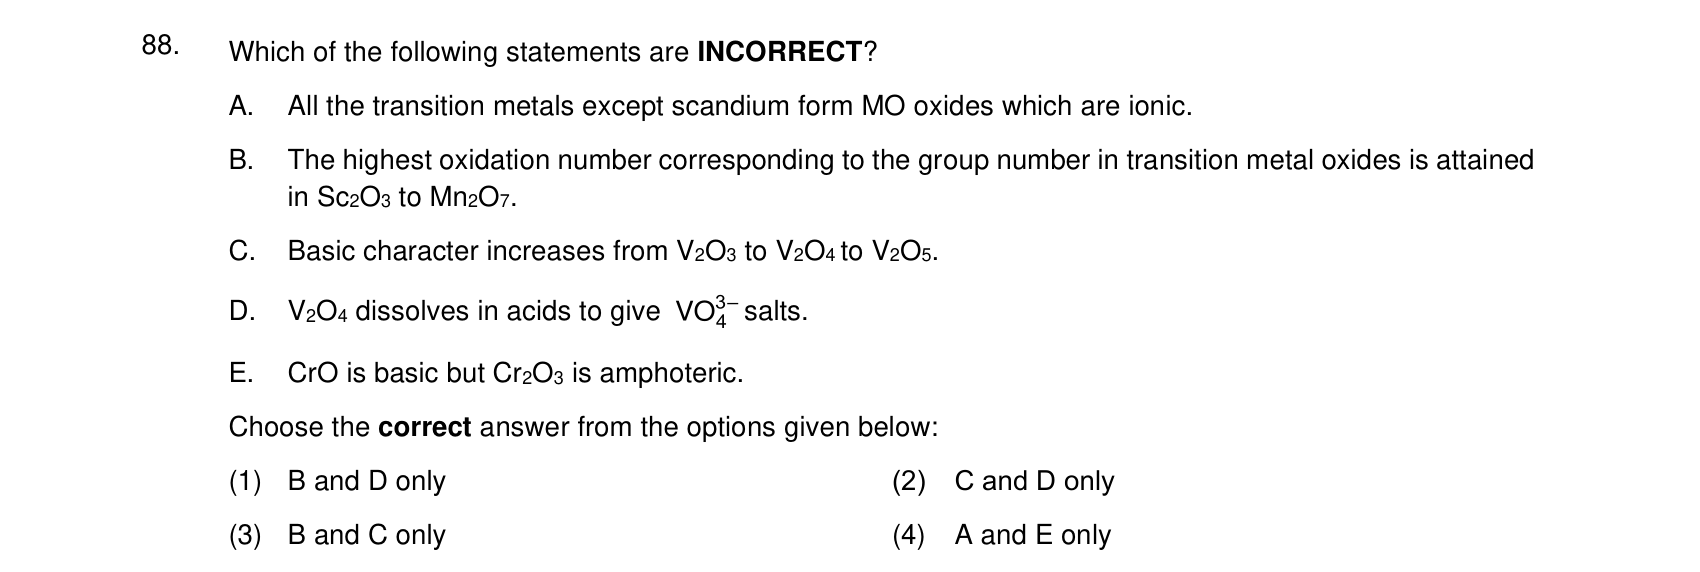 88. Which of the following statements are INCORRECT?
A. All the transition metals except scandium form MO oxides which are ionic.
B. The highest oxidation number corresponding to the group number in transition metal oxides is attained
in Sc₂O₃ to Mn₂O₇.
C. Basic character increases from V₂O₃ to V₂O₄ to V₂O₅.
D. V₂O₄ dissolves in acids to give VO₄³⁻ salts.
E. CrO is basic but Cr₂O₃ is amphoteric.
Choose the correct answer from the options given below:
(1) B and D only (2) C and D only
(3) B and C only (4) A and E only